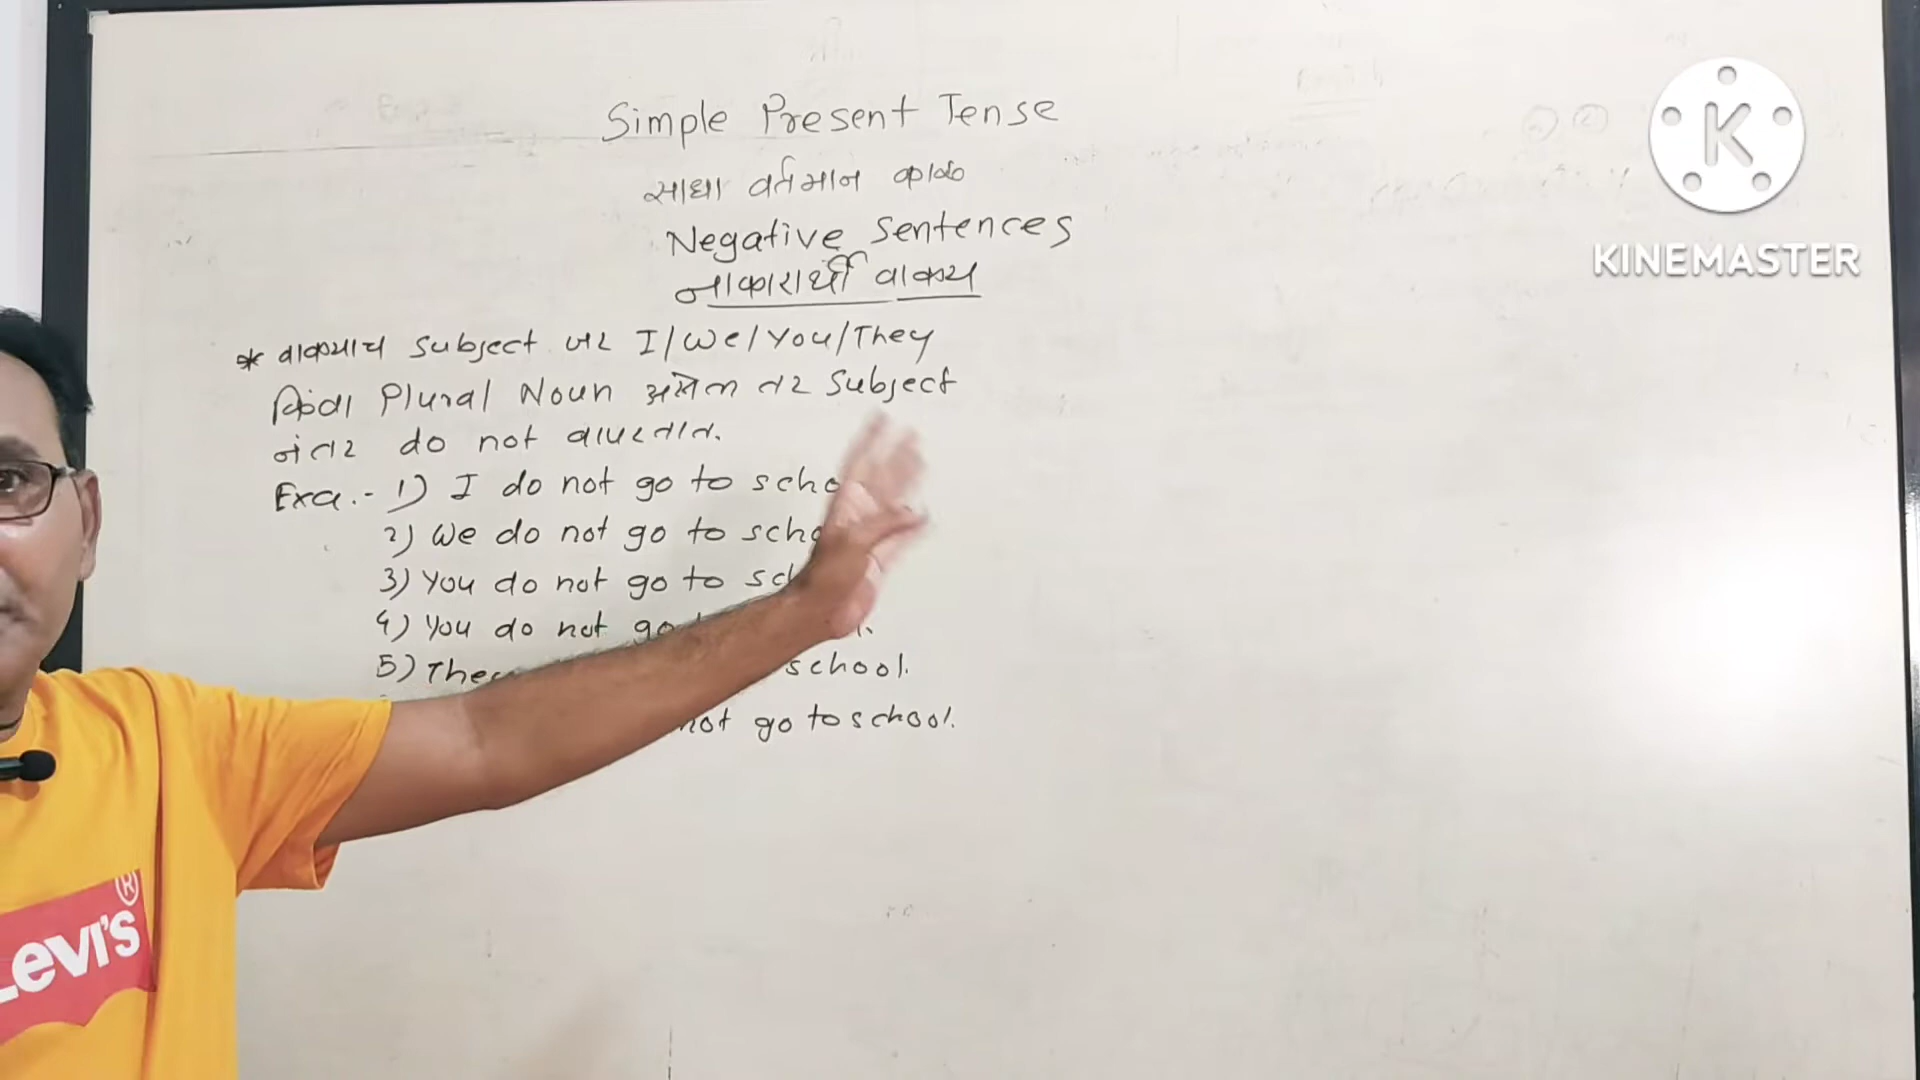 Simple Present Tense
साधा वर्तमान काळ
Negative Sentences
नाकारार्थी वाक्य
* वाक्याचा Subject जर I/We/You/They
किंवा Plural Noun असेल तर Subject
नंतर do not वापरतात.
Exa.- 1) I do not go to scho
2) We do not go to scho
3) You do not go to sc
4) You do not go
5) They school.
not go to school.
K
KINEMASTER
Levi's
®